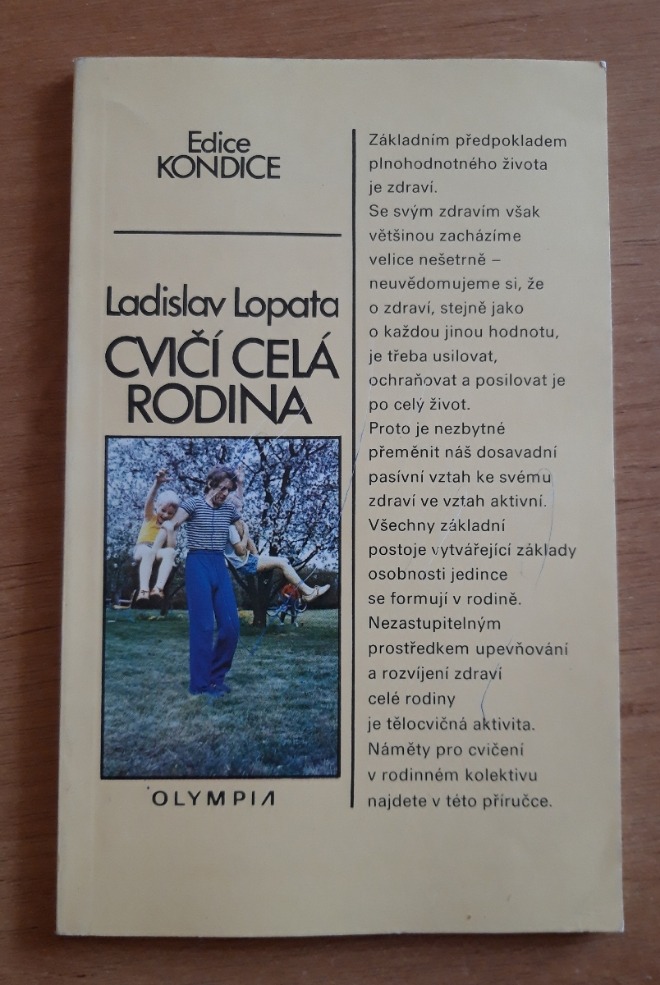 Edice
KONDICE
Ladislav Lopata
CVIČÍ CELÁ
RODINA
OLYMPIA
Základním předpokladem
plnohodnotného života
je zdraví.
Se svým zdravím však
většinou zacházíme
velice nešetrně –
neuvědomujeme si, že
o zdraví, stejně jako
o každou jinou hodnotu,
je třeba usilovat,
ochraňovat a posilovat je
po celý život.
Proto je nezbytné
přeměnit náš dosavadní
pasívní vztah ke svému
zdraví ve vztah aktivní.
Všechny základní
postoje vytvářející základy
osobnosti jedince
se formují v rodině.
Nezastupitelným
prostředkem upevňování
a rozvíjení zdraví
celé rodiny
je tělocvičná aktivita.
Náměty pro cvičení
v rodinném kolektivu
najdete v této příručce.